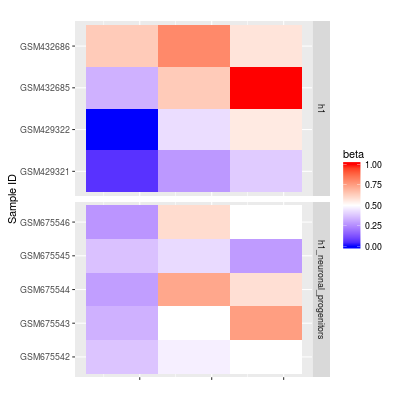 Sample ID
GSM432686
GSM432685
GSM429322
GSM429321
h1
GSM675546
GSM675545
GSM675544
GSM675543
GSM675542
h1_neuronal_progenitors
beta
1.00
0.75
0.50
0.25
0.00